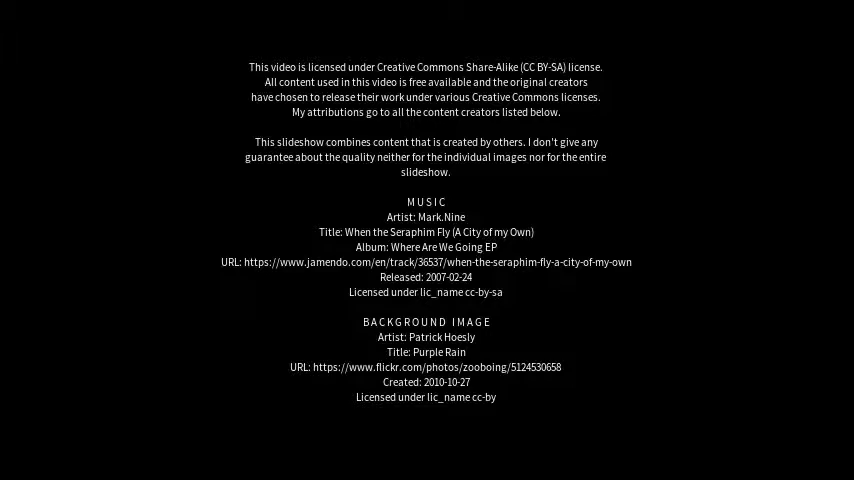 This video is licensed under Creative Commons Share-Alike (CC BY-SA) license.
All content used in this video is free available and the original creators
have chosen to release their work under various Creative Commons licenses.
My attributions go to all the content creators listed below.
This slideshow combines content that is created by others. I don't give any
guarantee about the quality neither for the individual images nor for the entire
slideshow.
MUSIC
Artist: Mark.Nine
Title: When the Seraphim Fly (A City of my Own)
Album: Where Are We Going EP
URL: https://www.jamendo.com/en/track/36537/when-the-seraphim-fly-a-city-of-my-own
Released: 2007-02-24
Licensed under lic_name cc-by-sa
BACKGROUND IMAGE
Artist: Patrick Hoesly
Title: Purple Rain
URL: https://www.flickr.com/photos/zooboing/5124530658
Created: 2010-10-27
Licensed under lic_name cc-by